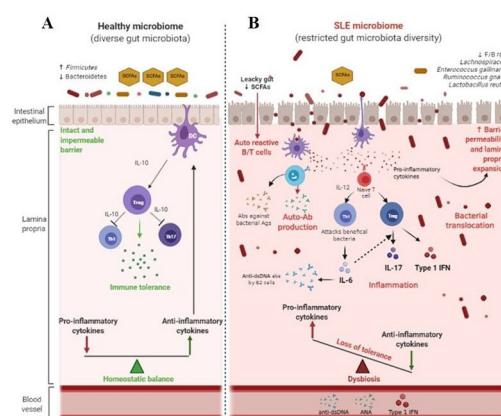 A
Healthy microbiome
(diverse gut microbiota)
↑ Firmicutes
↓ Bacteroidetes
SCFAs
SCFAs
SCFAs
Intestinal
epithelium
Intact and
impermeable
barrier
DC
IL-10
Treg
IL-10
IL-10
Th1
Th17
Lamina
propria
Immune tolerance
Pro-inflammatory
cytokines
Anti-inflammatory
cytokines
Homeostatic balance
Blood
vessel
B
SLE microbiome
(restricted gut microbiota diversity)
↓ F/B
Lachnospirac
Enterococcus gallinar
Ruminococcus gna
Lactobacillus reut
Leacky gut
↓ SCFAs
SCFAs
Auto reactive
B/T cells
Pro-inflammatory
cytokines
↑ Barri
permeabili
and lamin
propri
expansio
IL-12
Naive T
cell
Abs against
bacterial Ags
Auto-Ab
production
Th1
Treg
Attacks benefical
bacteria
Bacterial
translocation
IL-6
IL-17
Type 1 IFN
Anti-dsDNA
by B2 cells
Inflammation
Pro-inflammatory
cytokines
Anti-inflammatory
cytokines
Loss of tolerance
Dysbiosis
anti-dsDNA
ANA
Type 1 IFN